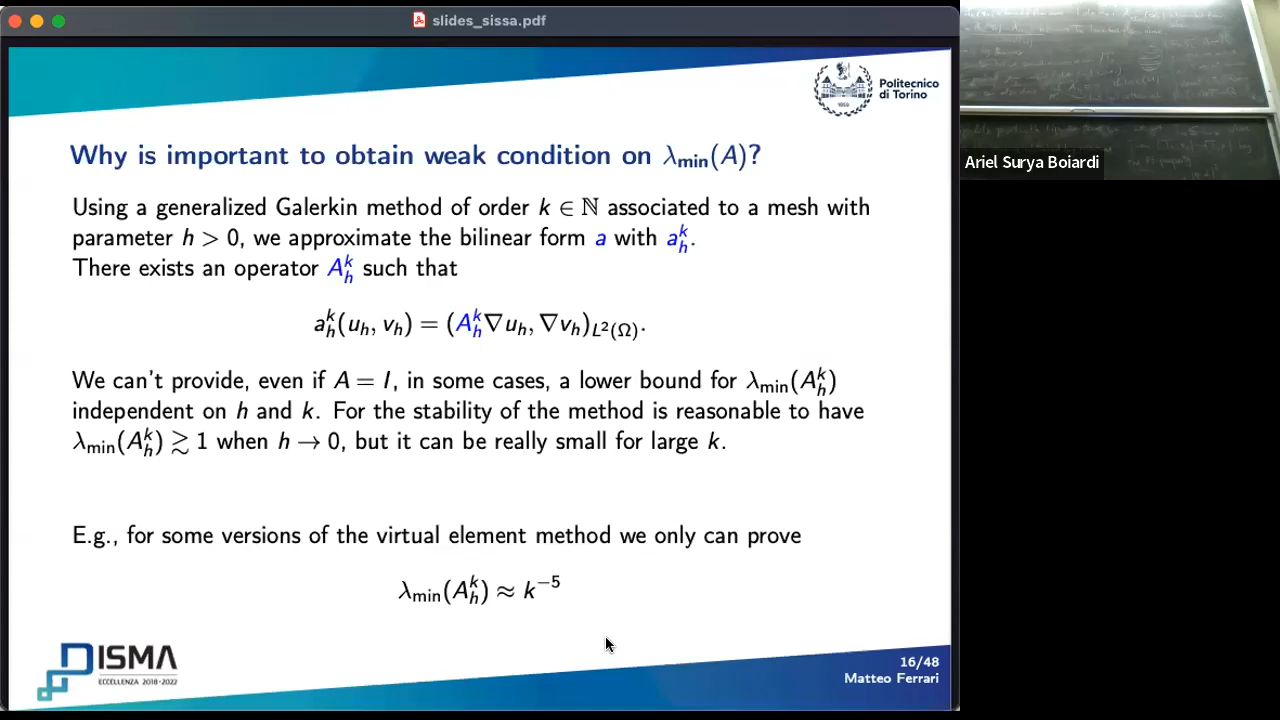 slides_sissa.pdf
Politecnico
di Torino
1859
Why is important to obtain weak condition on λmin(A)?
Using a generalized Galerkin method of order k ∈ ℕ associated to a mesh with
parameter h > 0, we approximate the bilinear form a with a_h^k.
There exists an operator A_h^k such that
a_h^k(u_h, v_h) = (A_h^k ∇u_h, ∇v_h)_{L²(Ω)}.
We can't provide, even if A = I, in some cases, a lower bound for λmin(A_h^k)
independent on h and k. For the stability of the method is reasonable to have
λmin(A_h^k) ≳ 1 when h → 0, but it can be really small for large k.
E.g., for some versions of the virtual element method we only can prove
λmin(A_h^k) ≈ k⁻⁵
DISMA
ECCELLENZA 2018-2022
16/48
Matteo Ferrari
Ariel Surya Boiardi